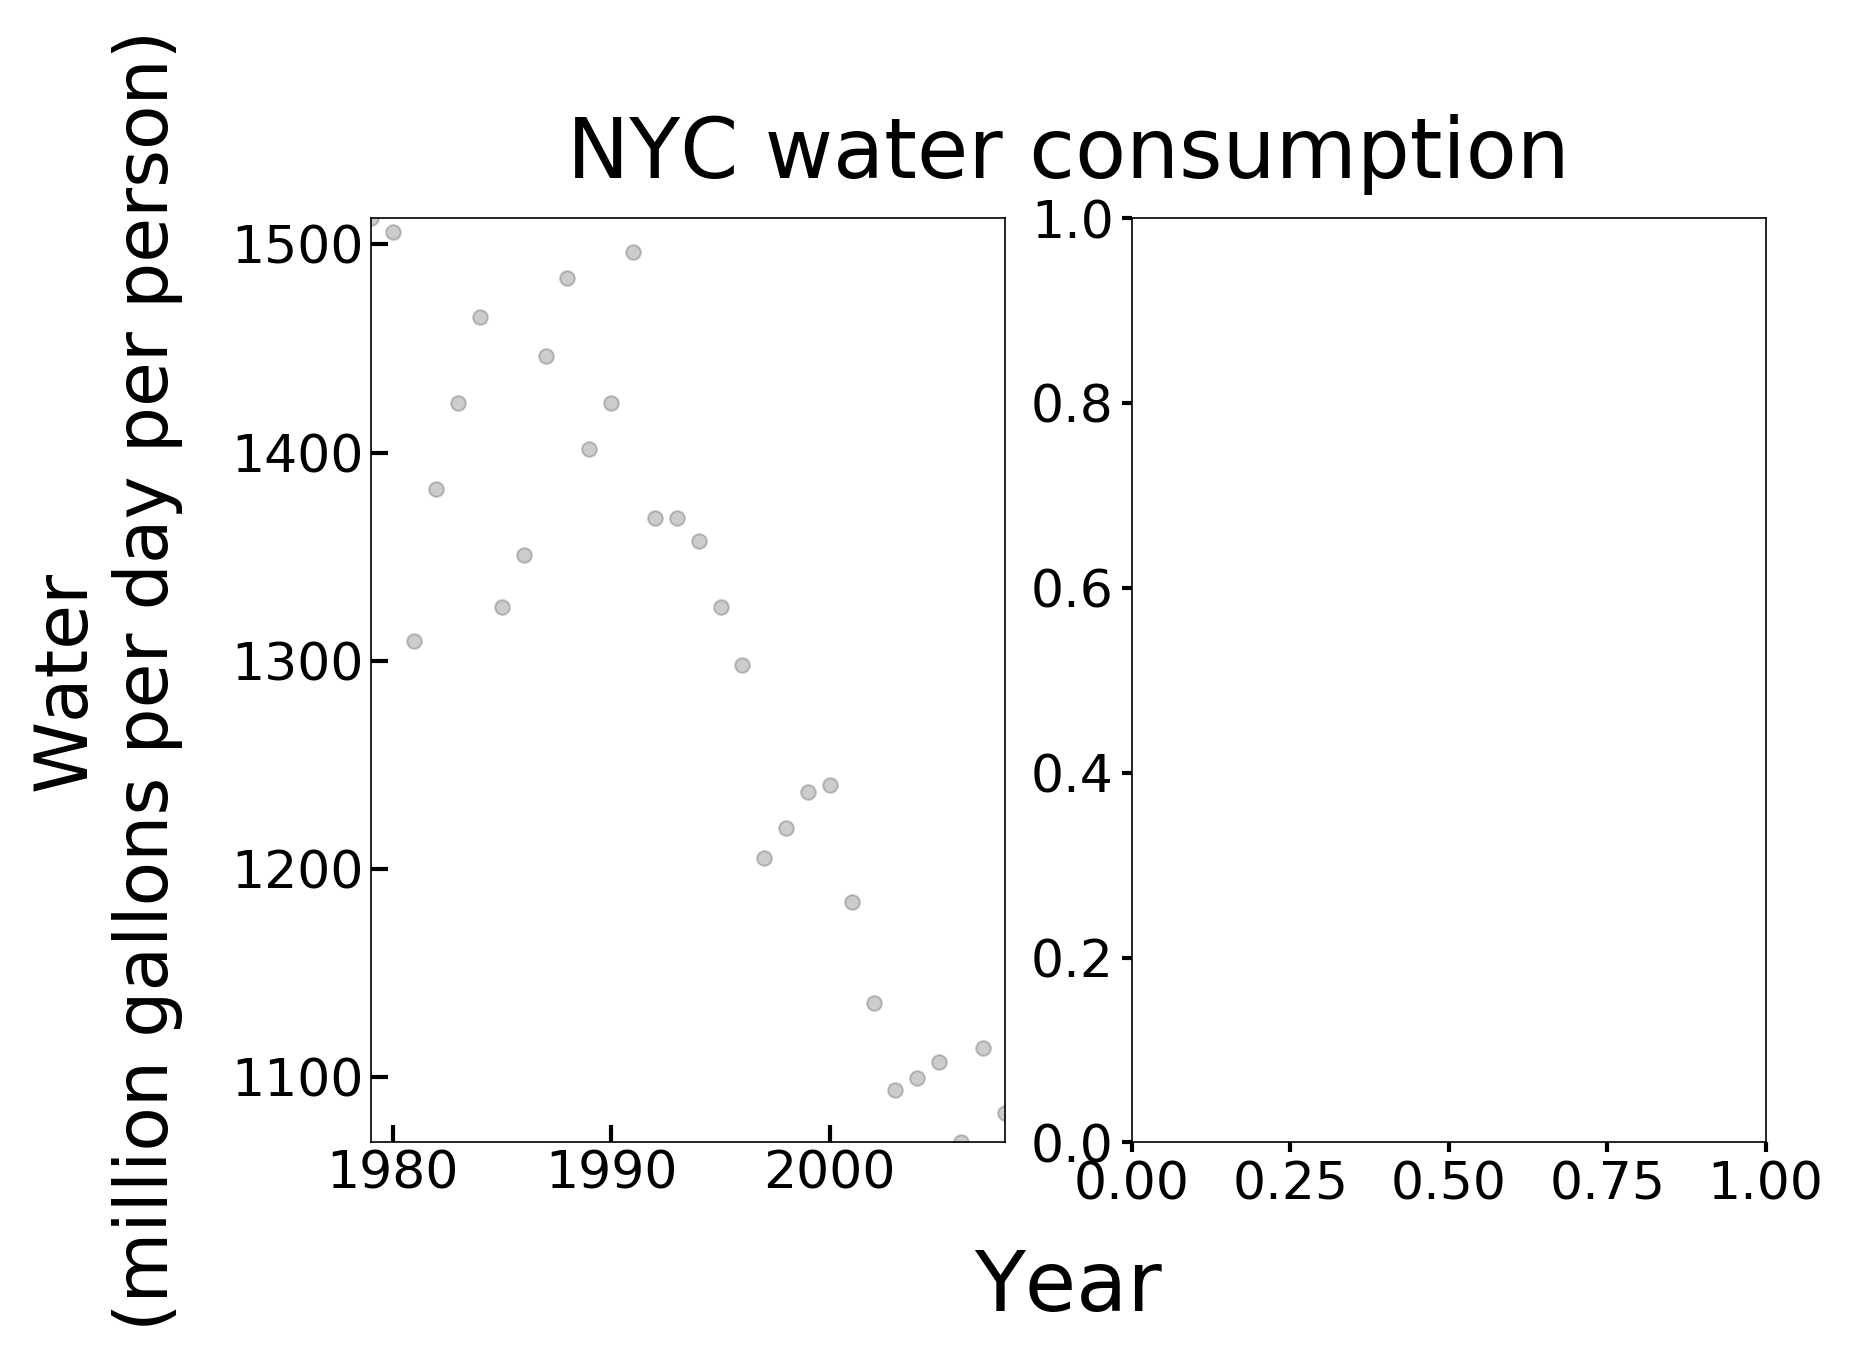 NYC water consumption
Water
(million gallons per day per person)
1500
1400
1300
1200
1100
1980 1990 2000
1.0
0.8
0.6
0.4
0.2
0.0
0.00 0.25 0.50 0.75 1.00
Year